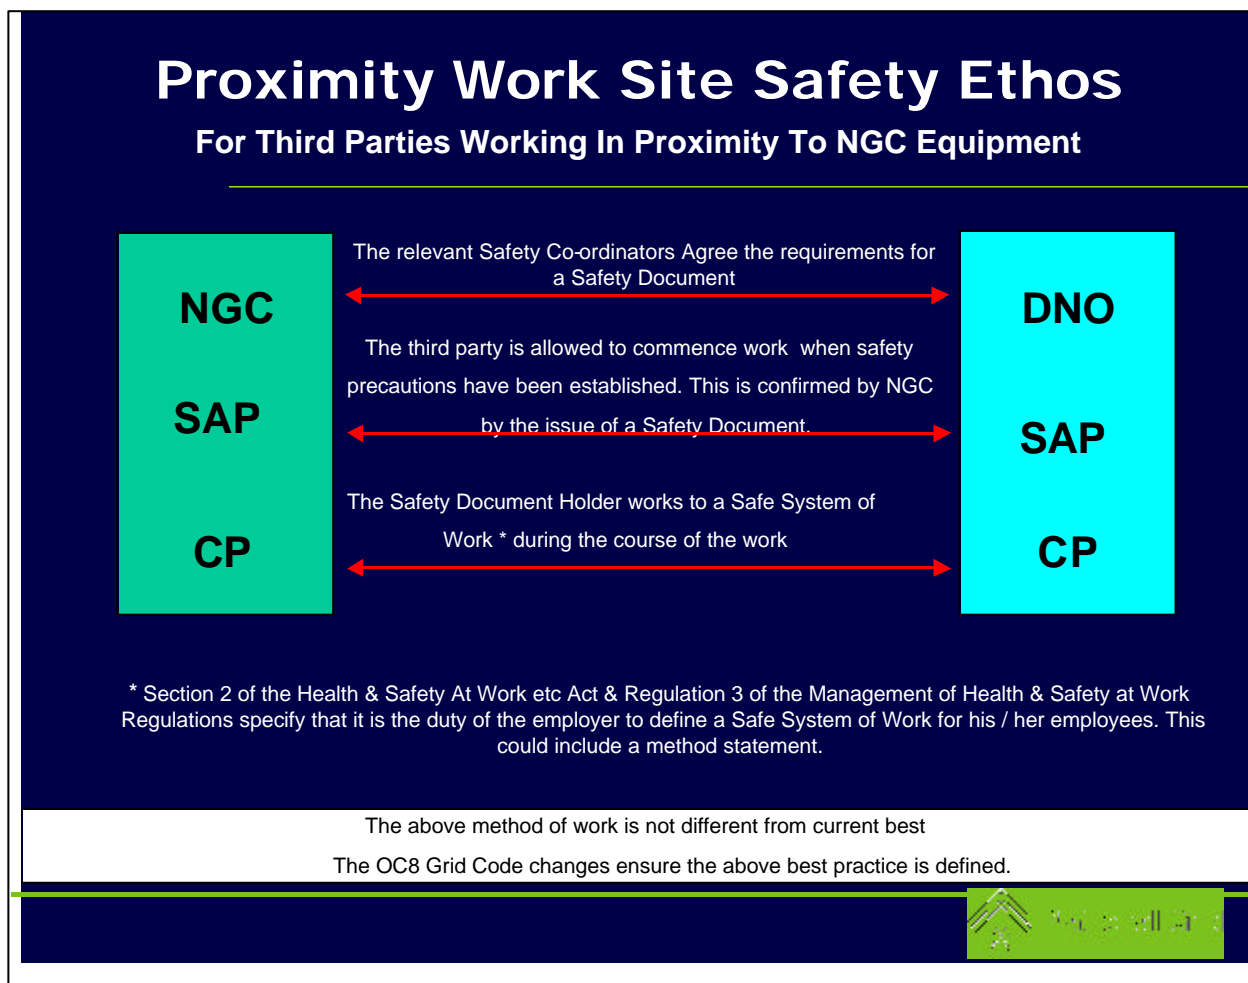 Proximity Work Site Safety Ethos
For Third Parties Working In Proximity To NGC Equipment
The relevant Safety Co-ordinators Agree the requirements for
a Safety Document
NGC
DNO
The third party is allowed to commence work when safety
precautions have been established. This is confirmed by NGC
by the issue of a Safety Document.
SAP
SAP
The Safety Document Holder works to a Safe System of
Work * during the course of the work
CP
CP
* Section 2 of the Health & Safety At Work etc Act & Regulation 3 of the Management of Health & Safety at Work
Regulations specify that it is the duty of the employer to define a Safe System of Work for his / her employees. This
could include a method statement.
The above method of work is not different from current best
The OC8 Grid Code changes ensure the above best practice is defined.